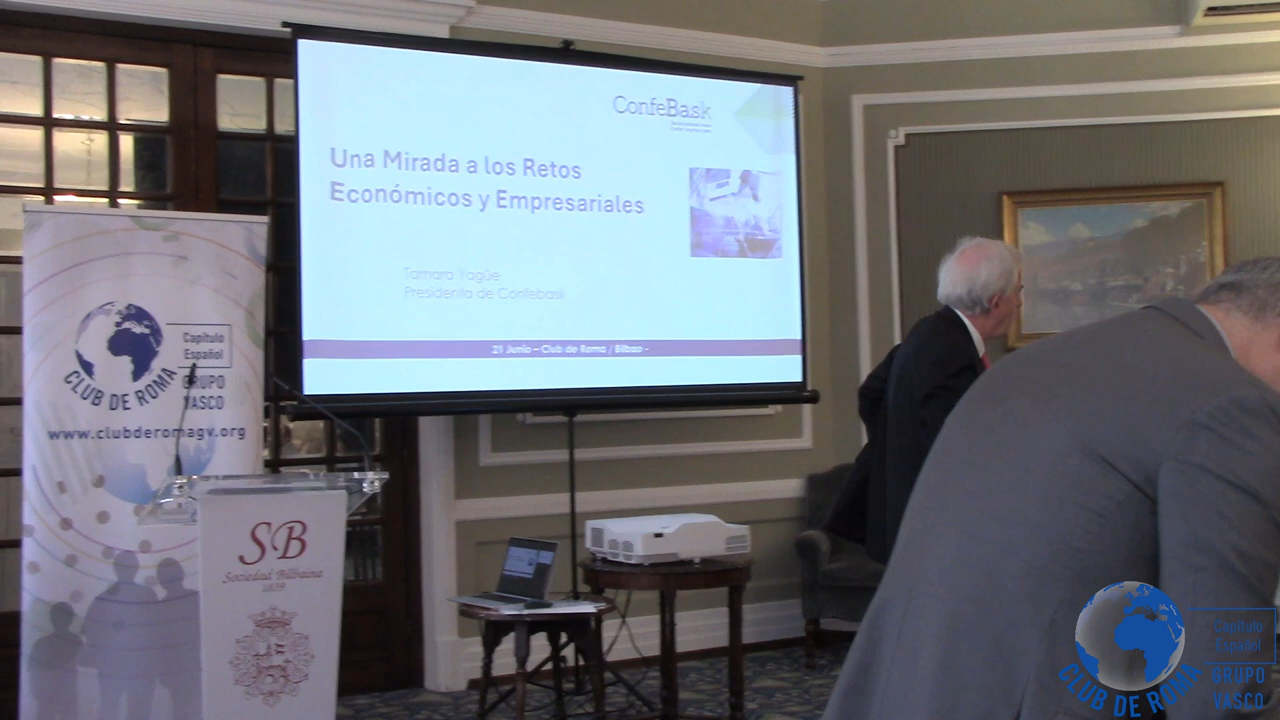 ConfeBask
Una Mirada a los Retos
Económicos y Empresariales
Tamara Yagüe
Presidenta de Confebask
21 Junio – Club de Roma / Bilbao -
Capítulo
Español
GRUPO
VASCO
CLUB DE ROMA
www.clubderomagv.org
SB
Sociedad Bilbaina
1839
Capítulo
Español
GRUPO
VASCO
CLUB DE ROMA